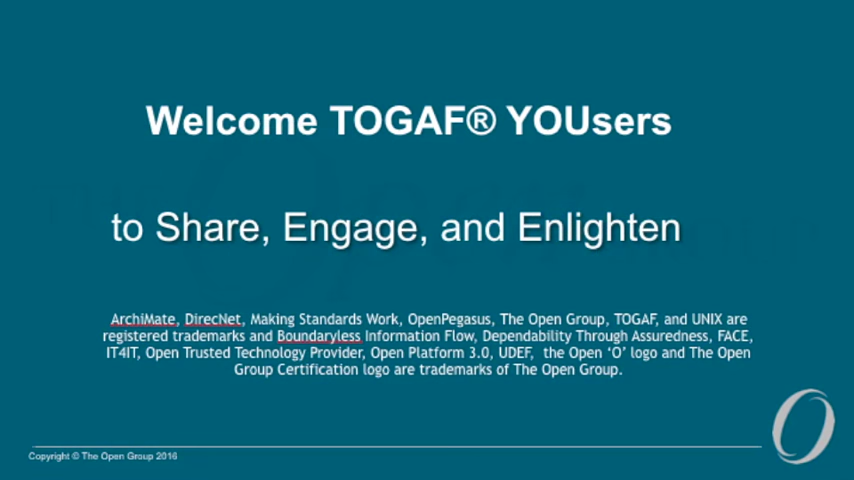 Welcome TOGAF® YOUsers
to Share, Engage, and Enlighten
ArchiMate, DirecNet, Making Standards Work, OpenPegasus, The Open Group, TOGAF, and UNIX are
registered trademarks and Boundaryless Information Flow, Dependability Through Assuredness, FACE,
IT4IT, Open Trusted Technology Provider, Open Platform 3.0, UDEF, the Open ‘O’ logo and The Open
Group Certification logo are trademarks of The Open Group.
Copyright © The Open Group 2016